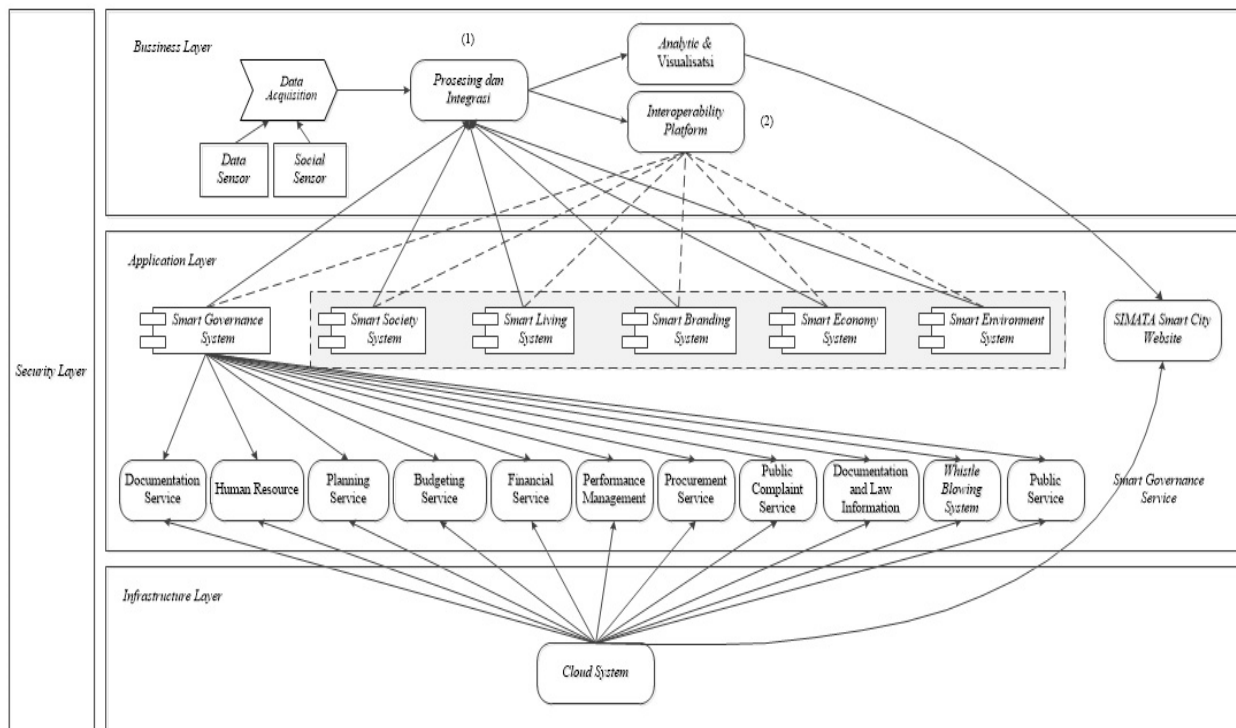 Security Layer
Bussiness Layer
(1)
Data
Acquisition
Prosesing dan
Integrasi
Analytic &
Visualisatsi
Interoperability
Platform
(2)
Data
Sensor
Social
Sensor
Application Layer
Smart Governance
System
Smart Society
System
Smart Living
System
Smart Branding
System
Smart Economy
System
Smart Environment
System
SIMATA Smart City
Website
Documentation
Service
Human Resource
Planning
Service
Budgeting
Service
Financial
Service
Performance
Management
Procurement
Service
Public
Complaint
Service
Documentation
and Law
Information
Whistle
Blowing
System
Public
Service
Smart Governance
Service
Infrastructure Layer
Cloud System